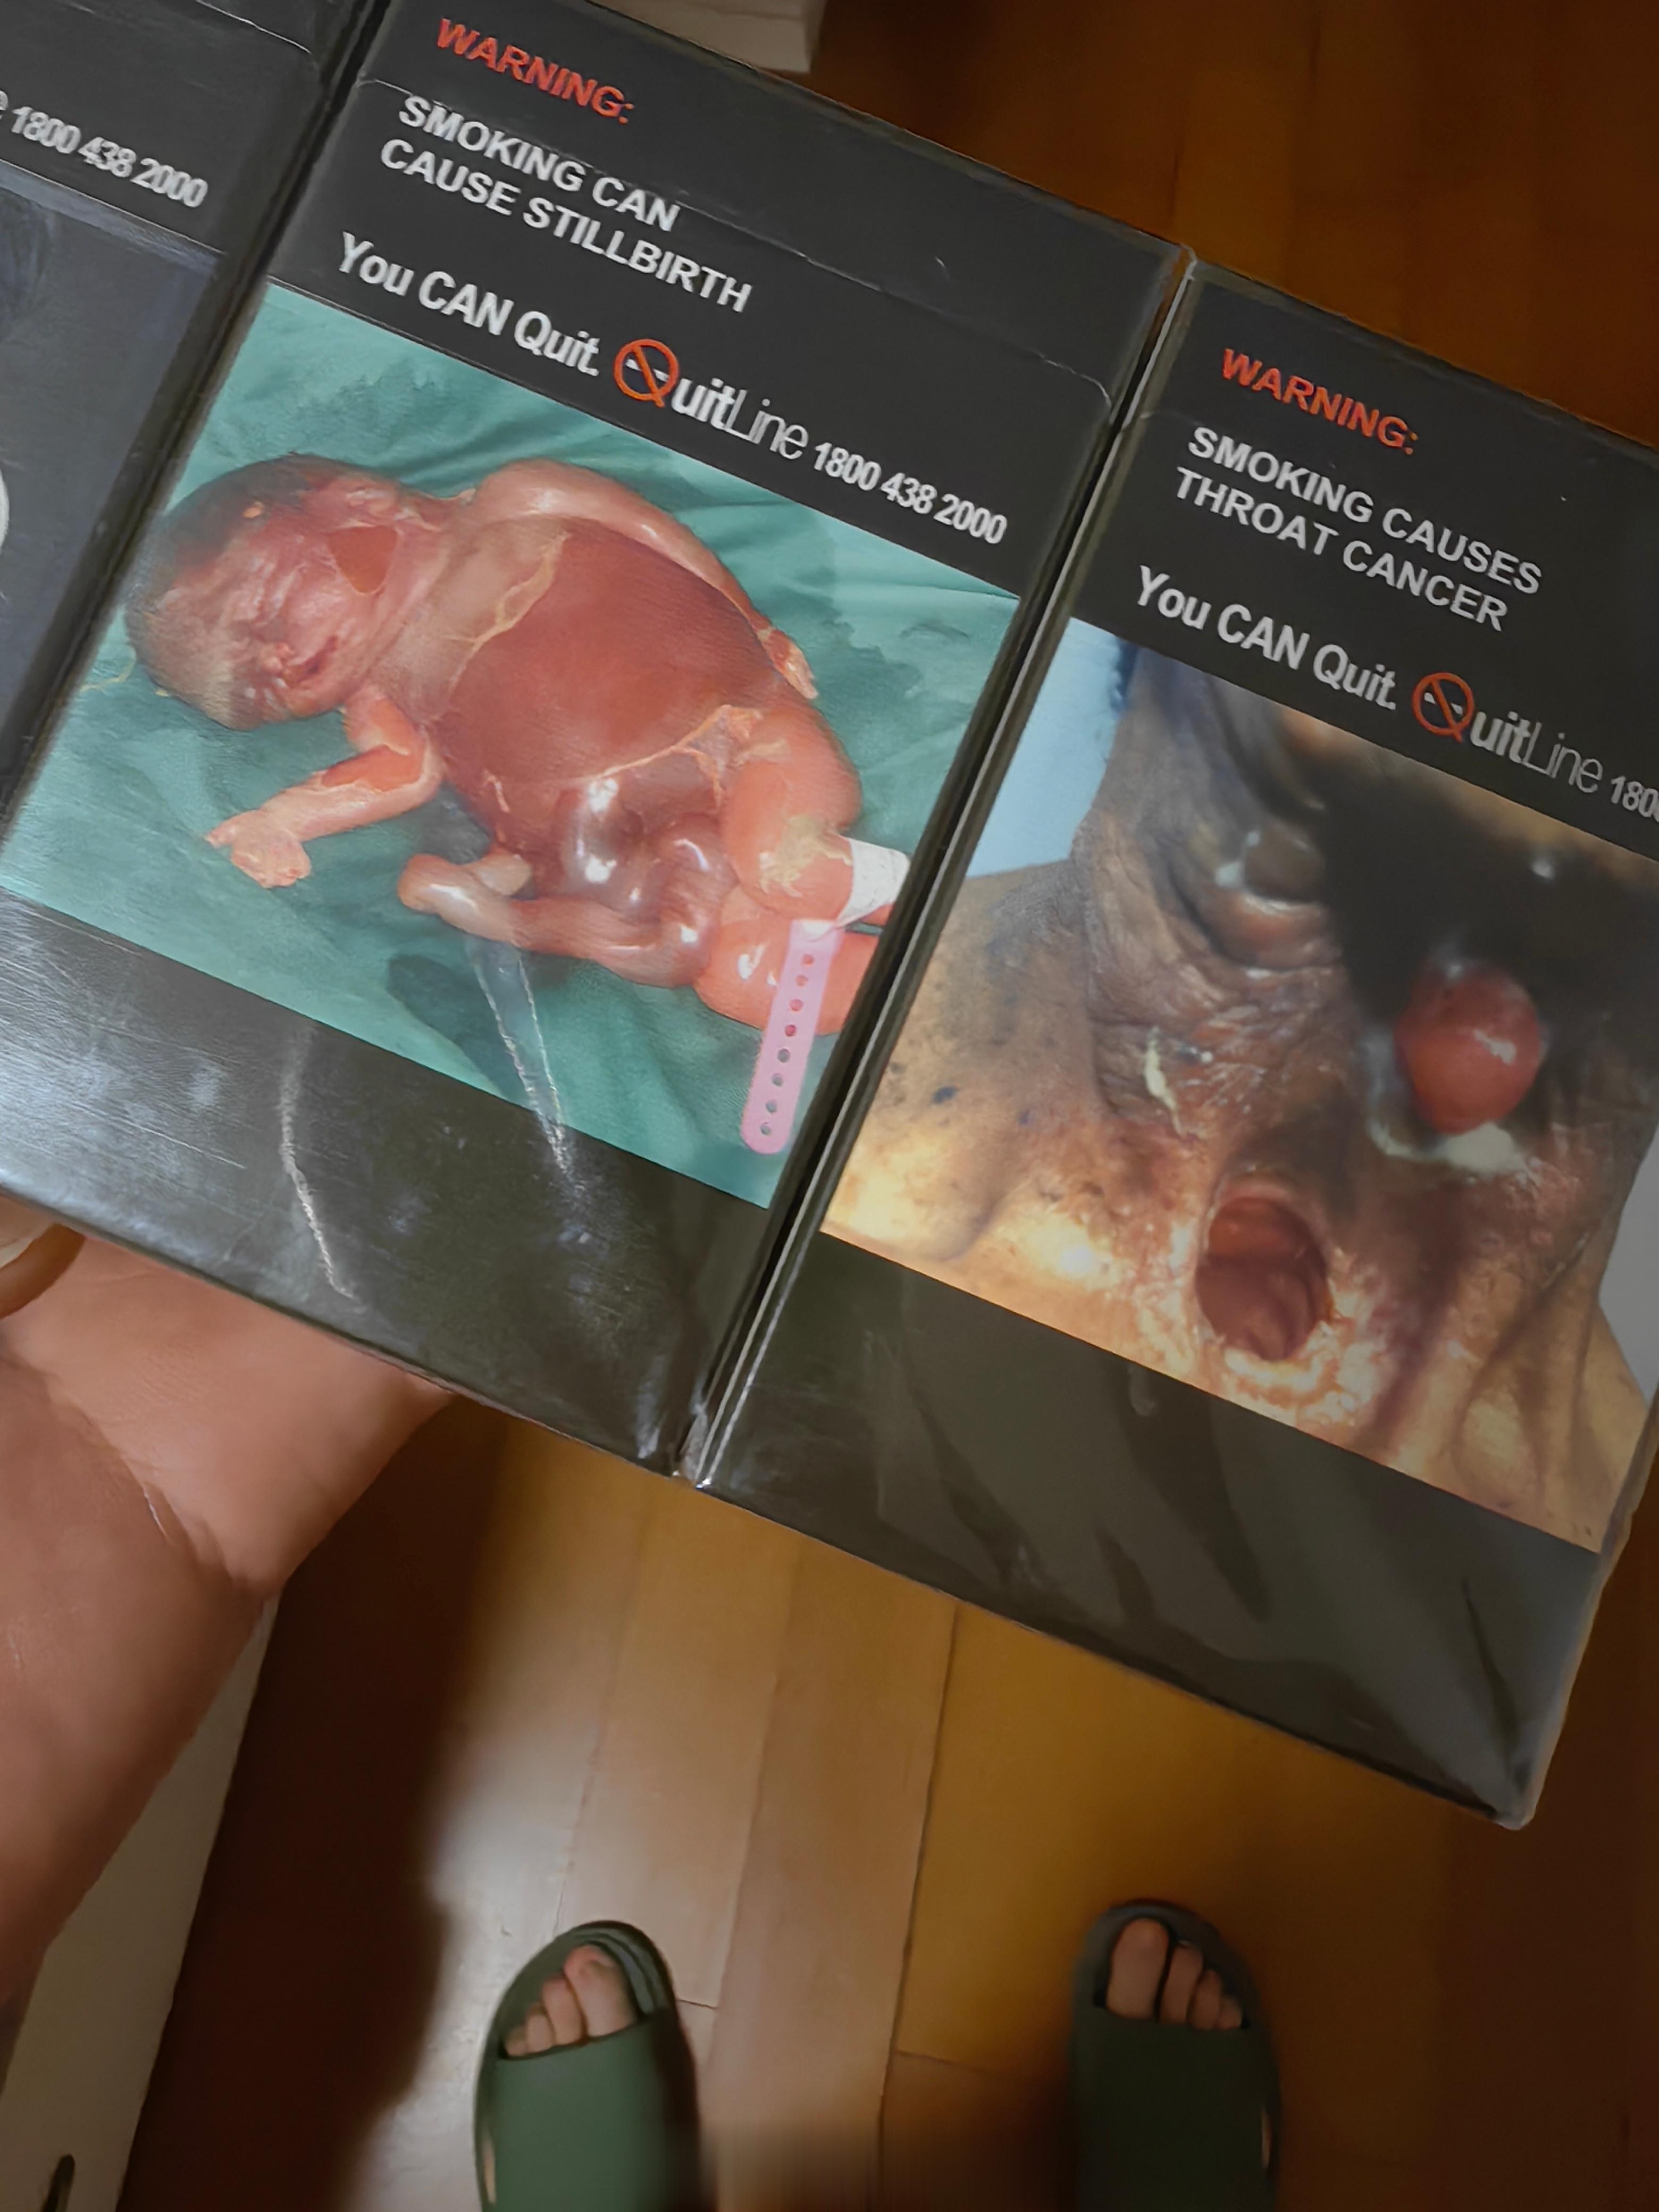 1800 438 2000
WARNING:
SMOKING CAN
CAUSE STILLBIRTH
You CAN Quit. QuitLine 1800 438 2000
WARNING:
SMOKING CAUSES
THROAT CANCER
You CAN Quit. QuitLine 180